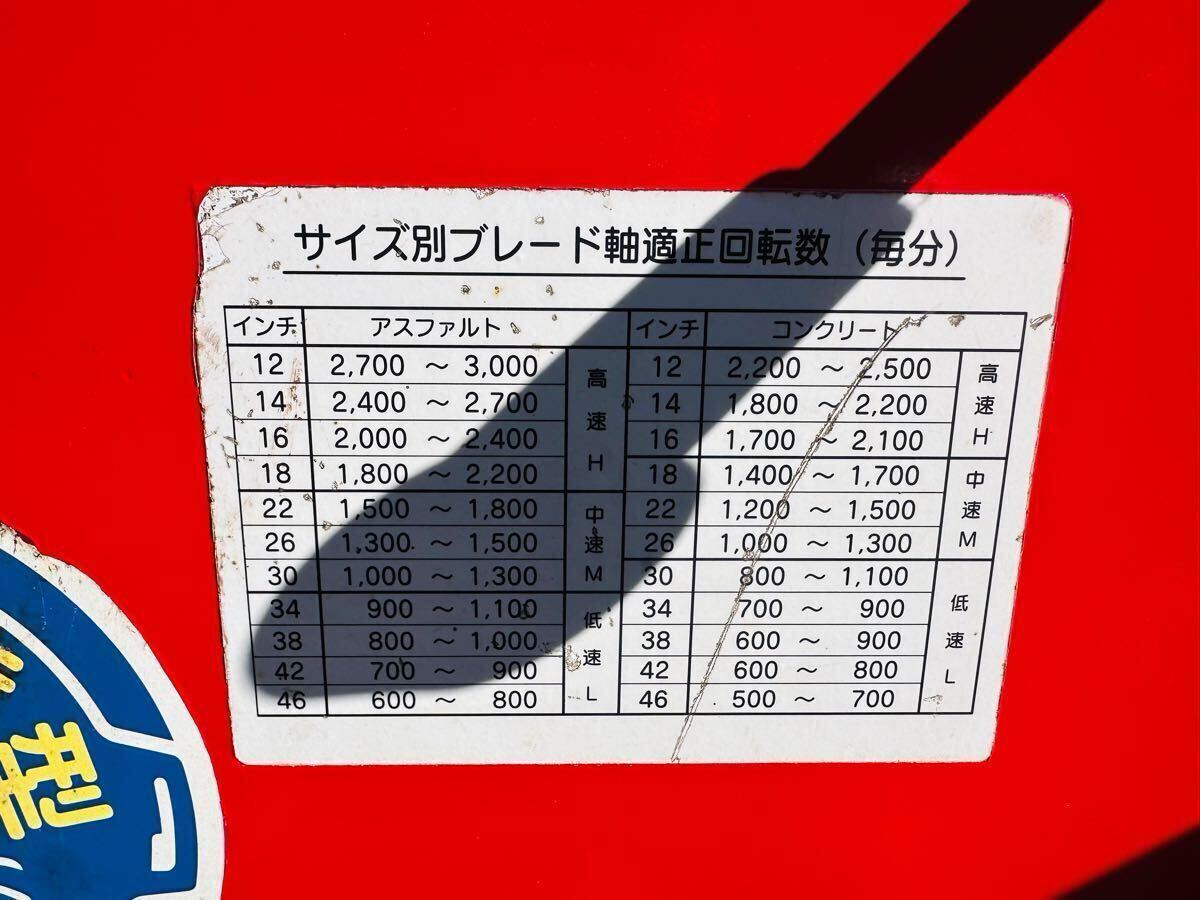 サイズ別ブレード軸適正回転数(毎分)
インチ アスファルト インチ コンクリート
12 2,700 ～ 3,000 高速H 12 2,200 ～ 2,500 高速H
14 2,400 ～ 2,700 14 1,800 ～ 2,200
16 2,000 ～ 2,400 16 1,700 ～ 2,100
18 1,800 ～ 2,200 18 1,400 ～ 1,700 中速M
22 1,500 ～ 1,800 中速M 22 1,200 ～ 1,500
26 1,300 ～ 1,500 26 1,000 ～ 1,300
30 1,000 ～ 1,300 30 800 ～ 1,100 低速L
34 900 ～ 1,100 低速L 34 700 ～ 900
38 800 ～ 1,000 38 600 ～ 900
42 700 ～ 900 42 600 ～ 800
46 600 ～ 800 46 500 ～ 700
型